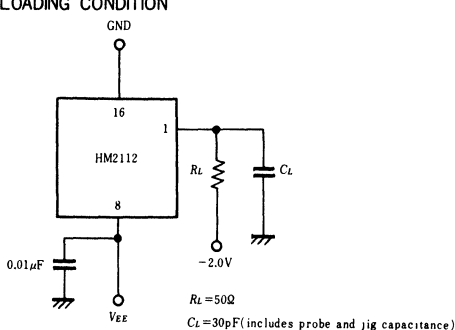 LOADING CONDITION
GND
16
1
HM2112
RL
CL
8
0.01μF
-2.0V
VEE
RL=50Ω
CL=30pF(includes probe and jig capacitance)